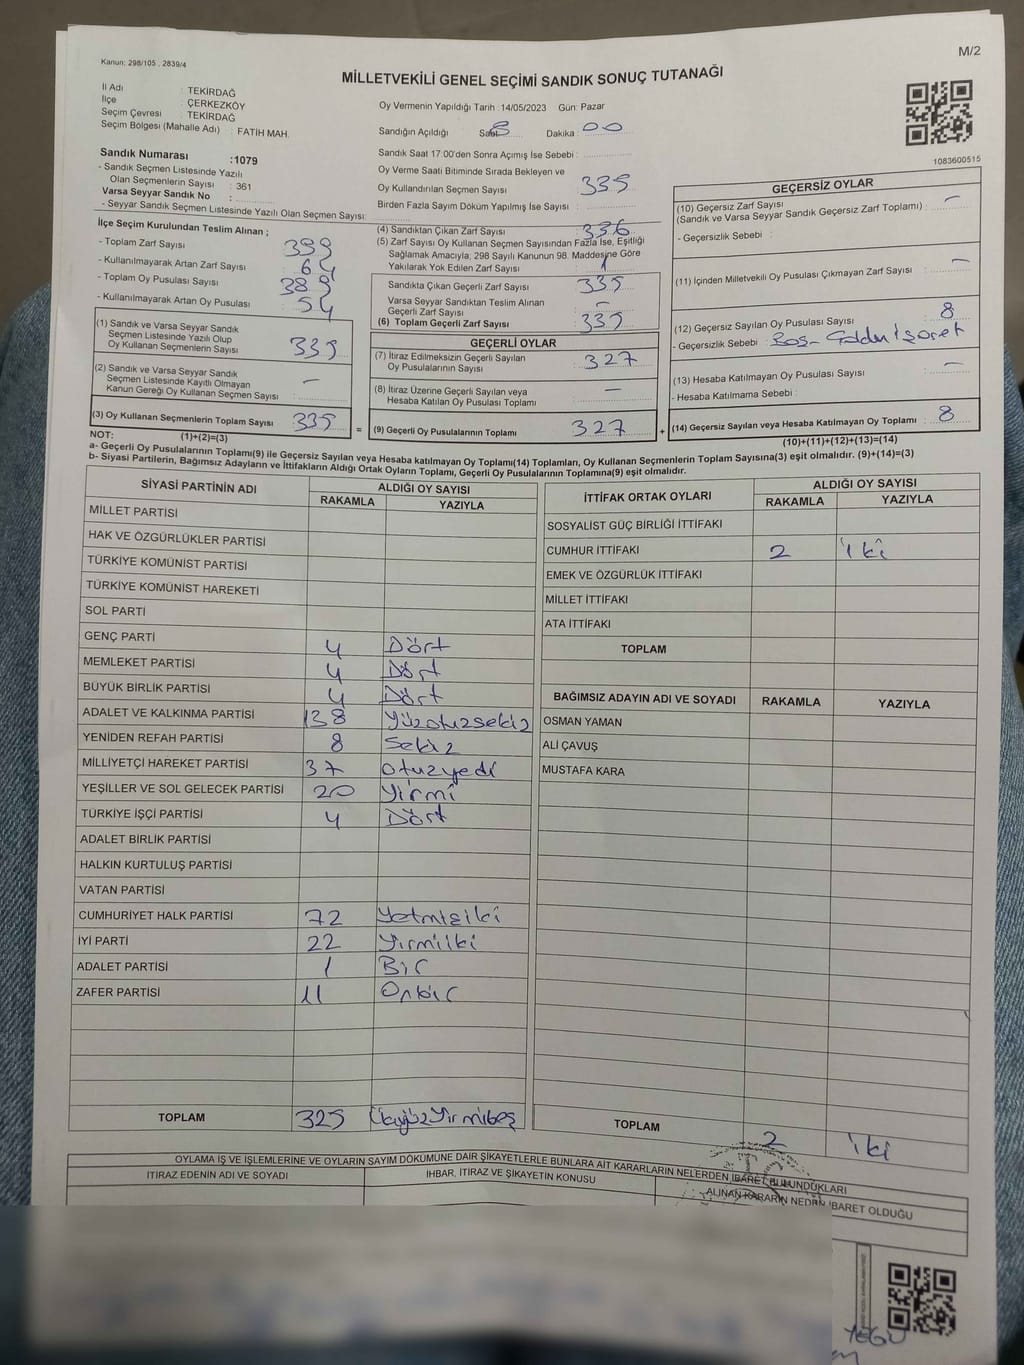 Kanun: 298/105 , 2839/4
M/2
MİLLETVEKİLİ GENEL SEÇİMİ SANDIK SONUÇ TUTANAĞI
İl Adı : TEKİRDAĞ
İlçe : ÇERKEZKÖY
Seçim Çevresi : TEKİRDAĞ
Seçim Bölgesi (Mahalle Adı) : FATİH MAH.
Oy Vermenin Yapıldığı Tarih : 14/05/2023 Gün: Pazar
Sandığın Açıldığı Saat 8 Dakika : 00
Sandık Saat 17.00'den Sonra Açımış İse Sebebi :
1083600515
Sandık Numarası :1079
- Sandık Seçmen Listesinde Yazılı
Olan Seçmenlerin Sayısı : 361
Varsa Seyyar Sandık No :
- Seyyar Sandık Seçmen Listesinde Yazılı Olan Seçmen Sayısı:
Oy Verme Saati Bitiminde Sırada Bekleyen ve
Oy Kullandırılan Seçmen Sayısı : 335
Birden Fazla Sayım Döküm Yapılmış İse Sayısı :
İlçe Seçim Kurulundan Teslim Alınan ;
- Toplam Zarf Sayısı : 399
- Kullanılmayarak Artan Zarf Sayısı : 64
- Toplam Oy Pusulası Sayısı : 389
- Kullanılmayarak Artan Oy Pusulası : 54
(1) Sandık ve Varsa Seyyar Sandık
Seçmen Listesinde Yazılı Olup
Oy Kullanan Seçmenlerin Sayısı : 335
(2) Sandık ve Varsa Seyyar Sandık
Seçmen Listesinde Kayıtlı Olmayan
Kanun Gereği Oy Kullanan Seçmen Sayısı : –
(3) Oy Kullanan Seçmenlerin Toplam Sayısı : 335
(1)+(2)=(3)
(4) Sandıktan Çıkan Zarf Sayısı : 336
(5) Zarf Sayısı Oy Kullanan Seçmen Sayısından Fazla İse, Eşitliği
Sağlamak Amacıyla; 298 Sayılı Kanunun 98. Maddesine Göre
Yakılarak Yok Edilen Zarf Sayısı : 1
Sandıkta Çıkan Geçerli Zarf Sayısı : 335
Varsa Seyyar Sandıktan Teslim Alınan
Geçerli Zarf Sayısı : –
(6) Toplam Geçerli Zarf Sayısı : 335
GEÇERLİ OYLAR
(7) İtiraz Edilmeksizin Geçerli Sayılan
Oy Pusulalarının Sayısı : 327
(8) İtiraz Üzerine Geçerli Sayılan veya
Hesaba Katılan Oy Pusulası Toplamı : –
= (9) Geçerli Oy Pusulalarının Toplamı : 327 +
GEÇERSİZ OYLAR
(10) Geçersiz Zarf Sayısı
(Sandık ve Varsa Seyyar Sandık Geçersiz Zarf Toplamı) : –
- Geçersizlik Sebebi :
(11) İçinden Milletvekili Oy Pusulası Çıkmayan Zarf Sayısı : –
(12) Geçersiz Sayılan Oy Pusulası Sayısı : 8
- Geçersizlik Sebebi : Boş-
(13) Hesaba Katılmayan Oy Pusulası Sayısı : –
- Hesaba Katılmama Sebebi :
(14) Geçersiz Sayılan veya Hesaba Katılmayan Oy Toplamı : 8
(10)+(11)+(12)+(13)=(14)
NOT:
a- Geçerli Oy Pusulalarının Toplamı(9) ile Geçersiz Sayılan veya Hesaba katılmayan Oy Toplamı(14) Toplamları, Oy Kullanan Seçmenlerin Toplam Sayısına(3) eşit olmalıdır. (9)+(14)=(3)
b- Siyasi Partilerin, Bağımsız Adayların ve İttifakların Aldığı Ortak Oyların Toplamı, Geçerli Oy Pusulalarının Toplamına(9) eşit olmalıdır.
SİYASİ PARTİNİN ADI ALDIĞI OY SAYISI
RAKAMLA YAZIYLA
MİLLET PARTİSİ
HAK VE ÖZGÜRLÜKLER PARTİSİ
TÜRKİYE KOMÜNİST PARTİSİ
TÜRKİYE KOMÜNİST HAREKETİ
SOL PARTİ
GENÇ PARTİ 4 Dört
MEMLEKET PARTİSİ 4 Dört
BÜYÜK BİRLİK PARTİSİ 4 Dört
ADALET VE KALKINMA PARTİSİ 138 Yüzotuzsekiz
YENİDEN REFAH PARTİSİ 8 Sekiz
MİLLİYETÇİ HAREKET PARTİSİ 37 Otuzyedi
YEŞİLLER VE SOL GELECEK PARTİSİ 20 Yirmi
TÜRKİYE İŞÇİ PARTİSİ 4 Dört
ADALET BİRLİK PARTİSİ
HALKIN KURTULUŞ PARTİSİ
VATAN PARTİSİ
CUMHURİYET HALK PARTİSİ 72 Yetmişiki
İYİ PARTİ 22 Yirmiiki
ADALET PARTİSİ 1 Bir
ZAFER PARTİSİ 11 Onbir
TOPLAM 325 Üçyüzyirmibeş
İTTİFAK ORTAK OYLARI ALDIĞI OY SAYISI
RAKAMLA YAZIYLA
SOSYALİST GÜÇ BİRLİĞİ İTTİFAKI
CUMHUR İTTİFAKI 2 iki
EMEK VE ÖZGÜRLÜK İTTİFAKI
MİLLET İTTİFAKI
ATA İTTİFAKI
TOPLAM
BAĞIMSIZ ADAYIN ADI VE SOYADI RAKAMLA YAZIYLA
OSMAN YAMAN
ALİ ÇAVUŞ
MUSTAFA KARA
TOPLAM 2 iki
OYLAMA İŞ VE İŞLEMLERİNE VE OYLARIN SAYIM DÖKÜMÜNE DAİR ŞİKAYETLERLE BUNLARA AİT KARARLARIN NELERDEN İBARET BULUNDUKLARI
İTİRAZ EDENİN ADI VE SOYADI İHBAR, İTİRAZ VE ŞİKAYETİN KONUSU ALINAN KARARIN NEDEN İBARET OLDUĞU